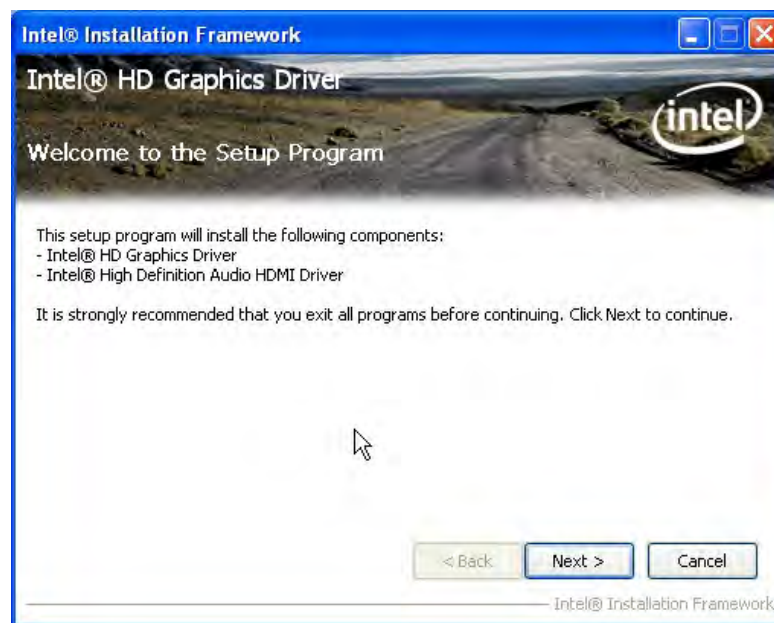 Intel® Installation Framework
Intel® HD Graphics Driver
intel
Welcome to the Setup Program
This setup program will install the following components:
- Intel® HD Graphics Driver
- Intel® High Definition Audio HDMI Driver
It is strongly recommended that you exit all programs before continuing. Click Next to continue.
< Back
Next >
Cancel
Intel® Installation Framework